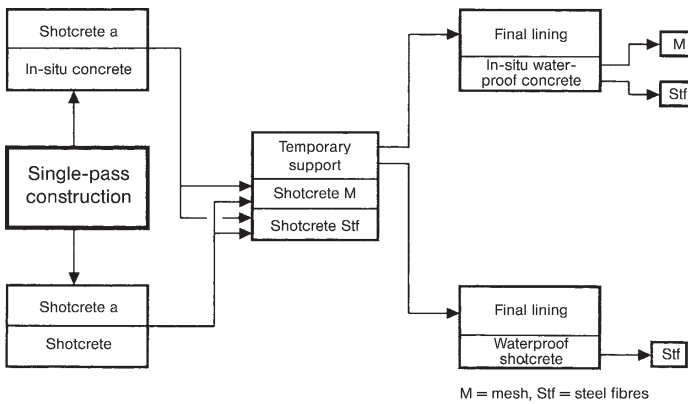 Shotcrete a
In-situ concrete
Single-pass
construction
Shotcrete a
Shotcrete
Temporary
support
Shotcrete M
Shotcrete Stf
Final lining
In-situ water-
proof concrete
M
Stf
Final lining
Waterproof
shotcrete
Stf
M = mesh, Stf = steel fibres